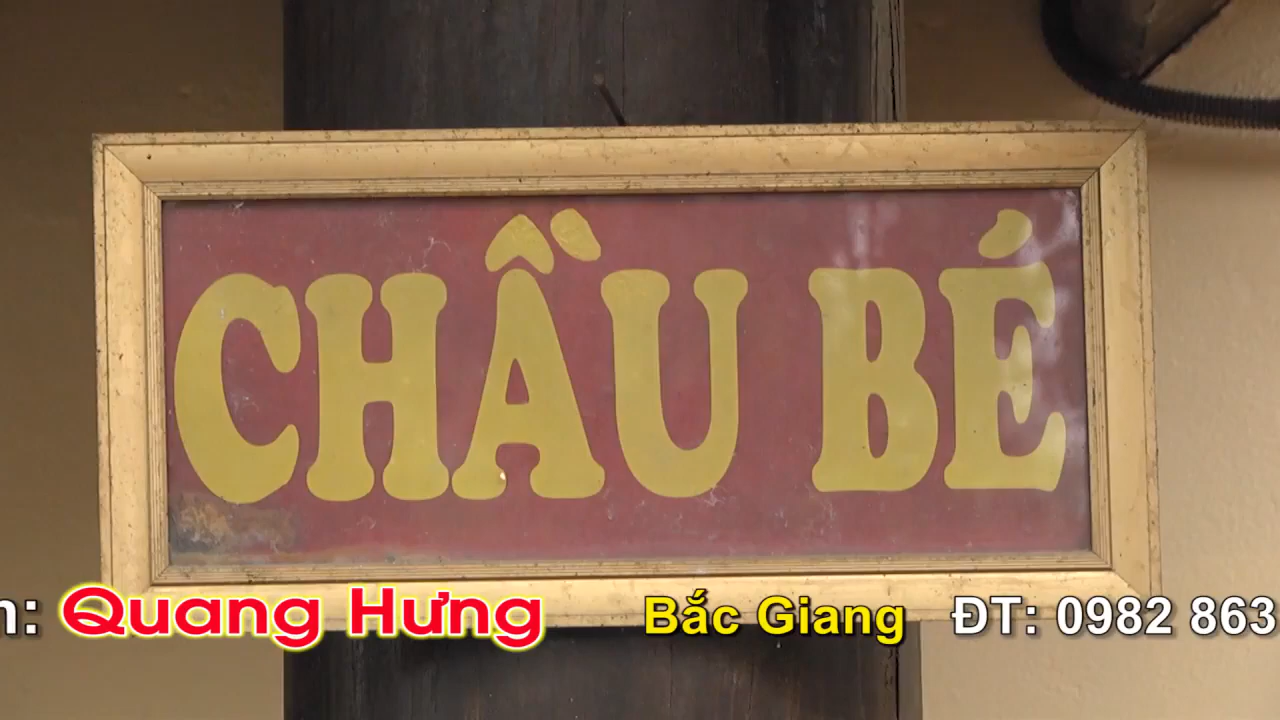 CHẦU BÉ
: Quang Hưng Bắc Giang ĐT: 0982 863